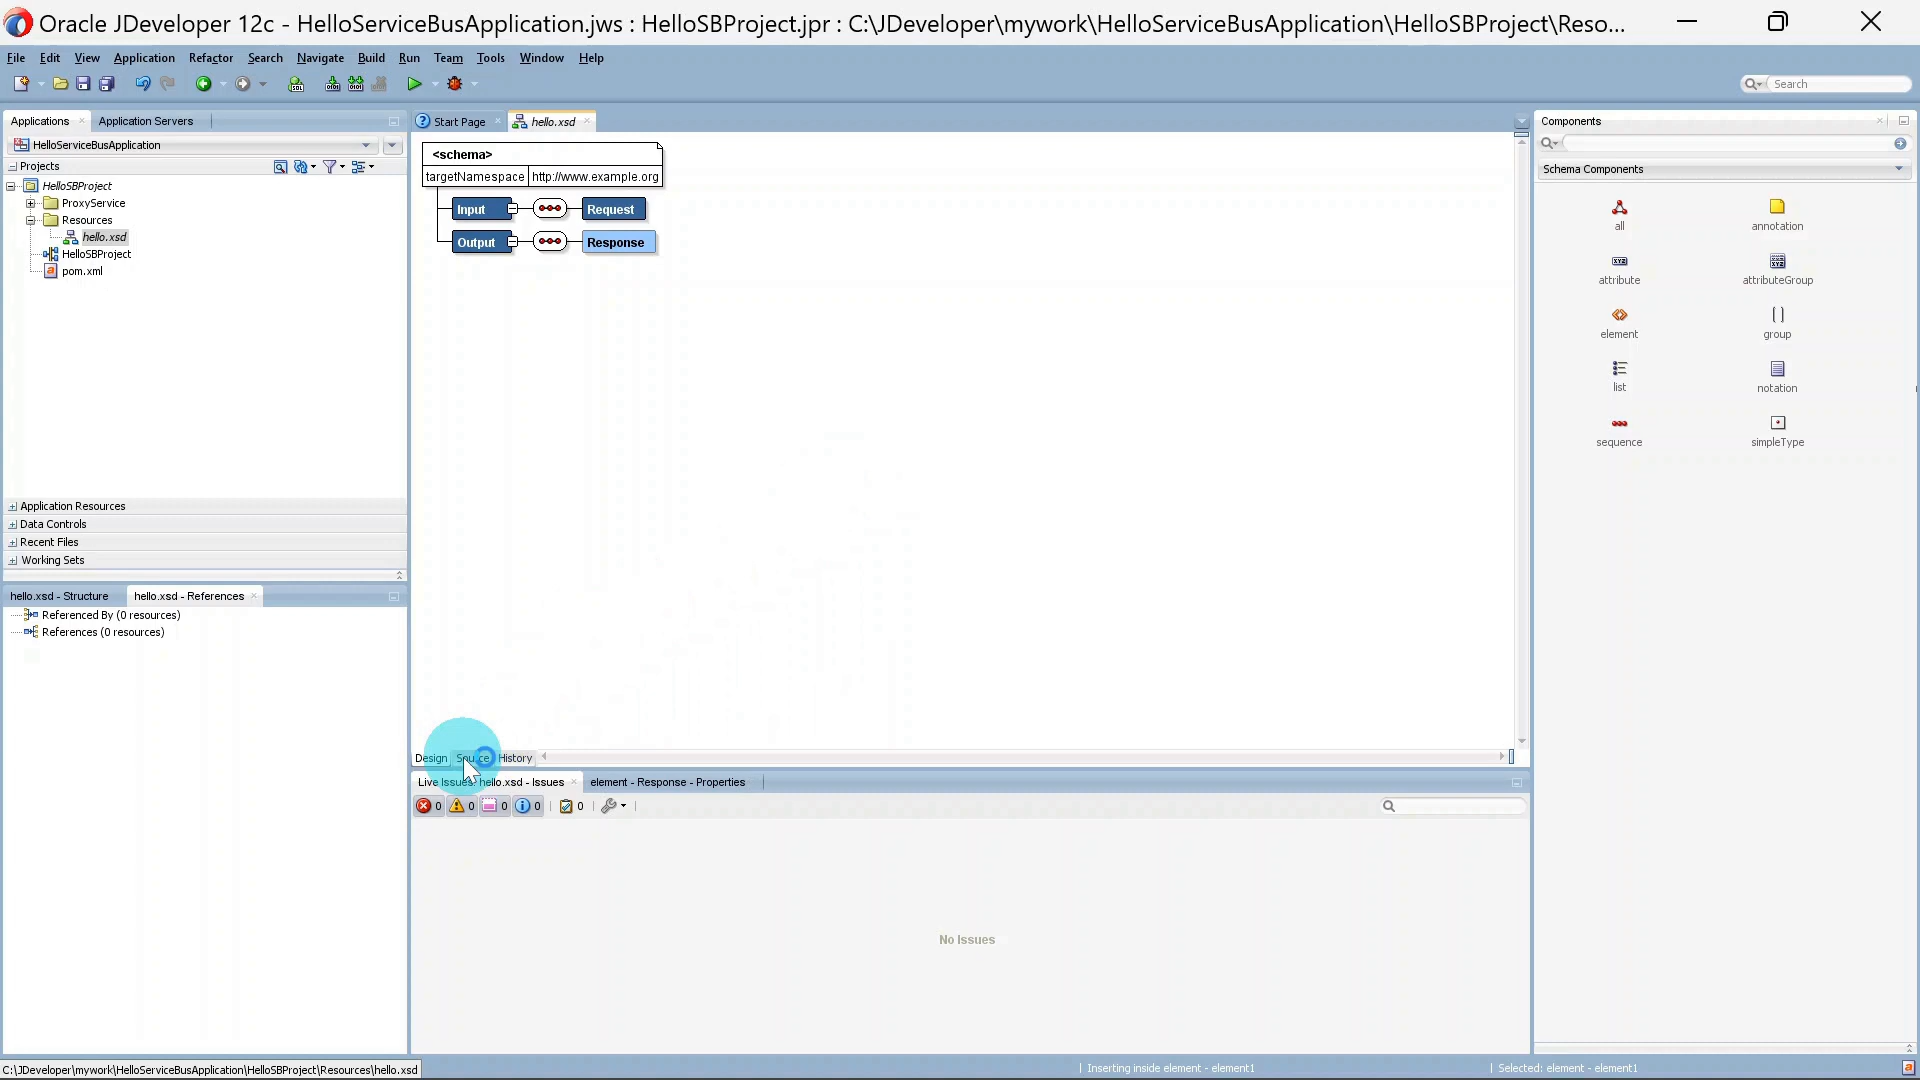 Oracle JDeveloper 12c - HelloServiceBusApplication.jws : HelloSBProject.jpr : C:\JDeveloper\mywork\HelloServiceBusApplication\HelloSBProject\Reso...
File Edit View Application Refactor Search Navigate Build Run Team Tools Window Help
Search
Applications Application Servers
HelloServiceBusApplication
Projects
HelloSBProject
ProxyService
Resources
hello.xsd
HelloSBProject
pom.xml
Application Resources
Data Controls
Recent Files
Working Sets
hello.xsd - Structure hello.xsd - References
Referenced By (0 resources)
References (0 resources)
Start Page hello.xsd
<schema>
targetNamespace http://www.example.org
Input Request
Output Response
Design Source History
Live Issues: hello.xsd - Issues element - Response - Properties
0 0 0 0 0
No Issues
Components
Schema Components
all annotation
attribute attributeGroup
element group
list notation
sequence simpleType
C:\JDeveloper\mywork\HelloServiceBusApplication\HelloSBProject\Resources\hello.xsd
Inserting inside element - element1 Selected: element - element1